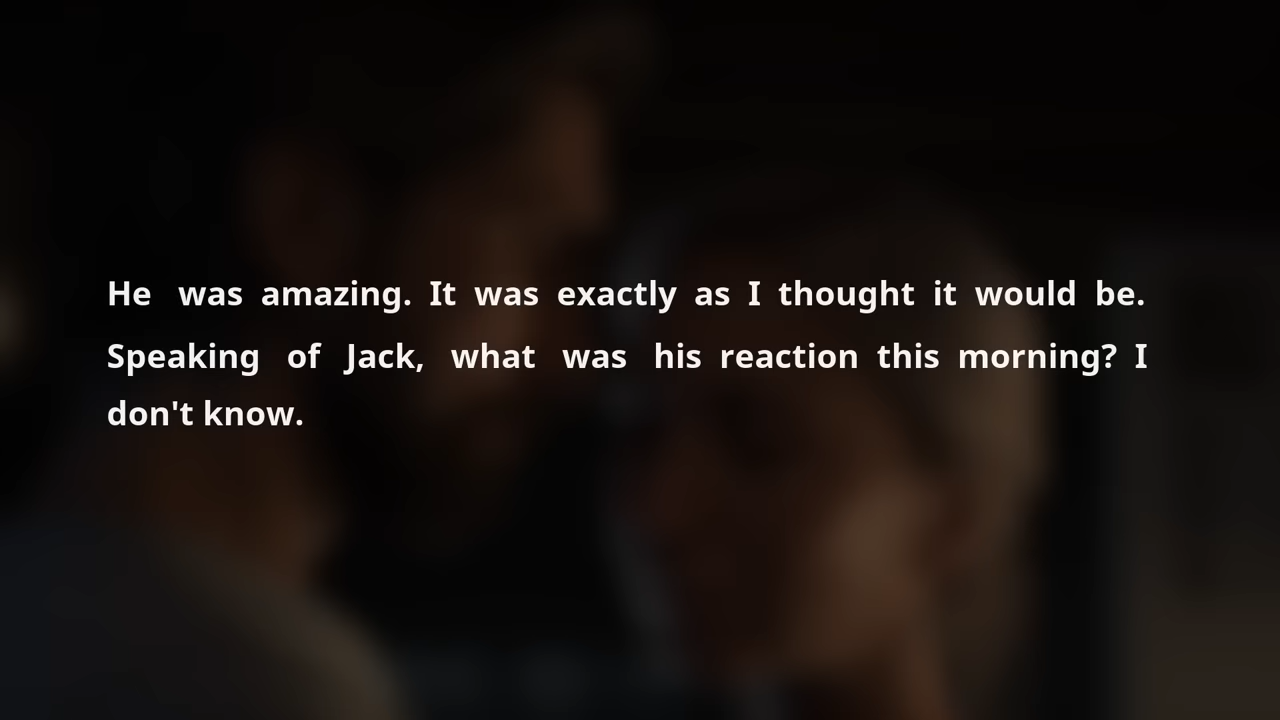 He was amazing. It was exactly as I thought it would be.
Speaking of Jack, what was his reaction this morning? I
don't know.